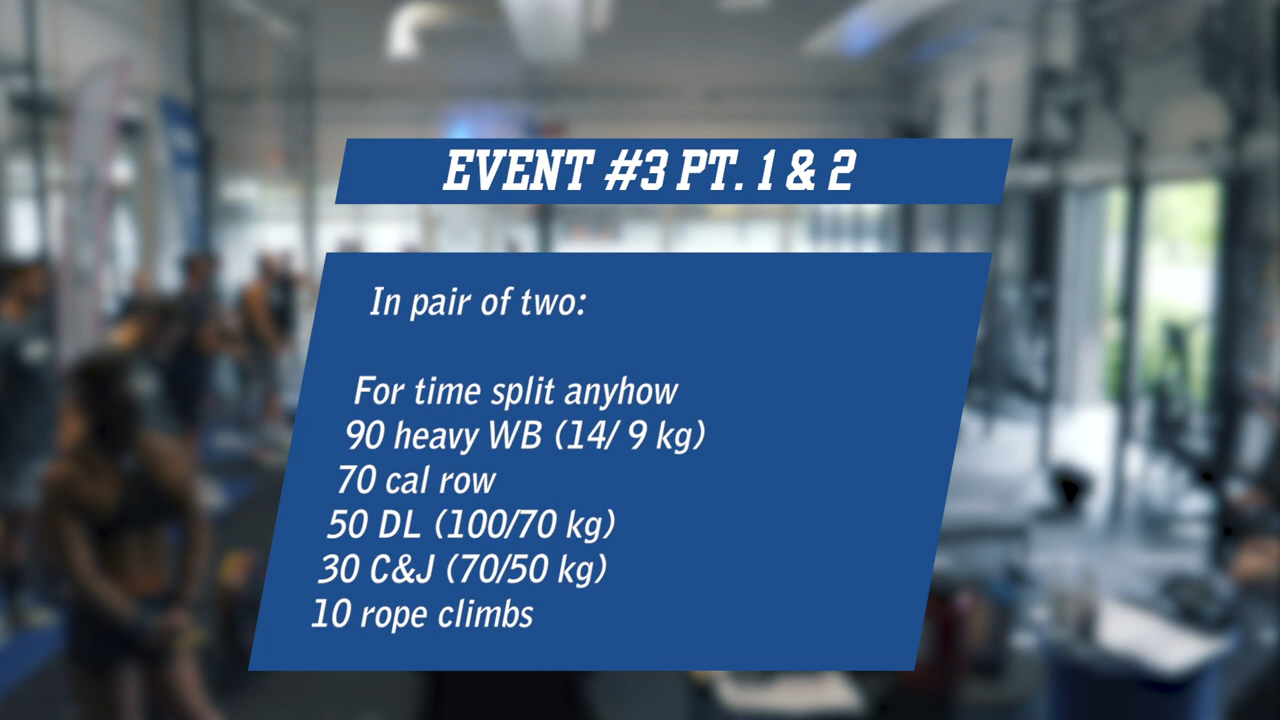 EVENT #3 PT. 1 & 2
In pair of two:
For time split anyhow
90 heavy WB (14/ 9 kg)
70 cal row
50 DL (100/70 kg)
30 C&J (70/50 kg)
10 rope climbs